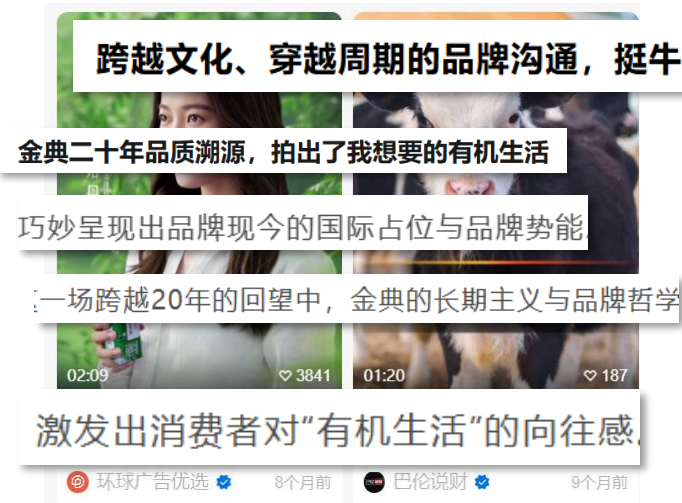 跨越文化、穿越周期的品牌沟通，挺牛
金典二十年品质溯源，拍出了我想要的有机生活
巧妙呈现出品牌现今的国际占位与品牌势能
一场跨越20年的回望中，金典的长期主义与品牌哲学
02:09
3841
01:20
187
激发出消费者对“有机生活”的向往感
环球广告优选
8个月前
巴伦说财
9个月前